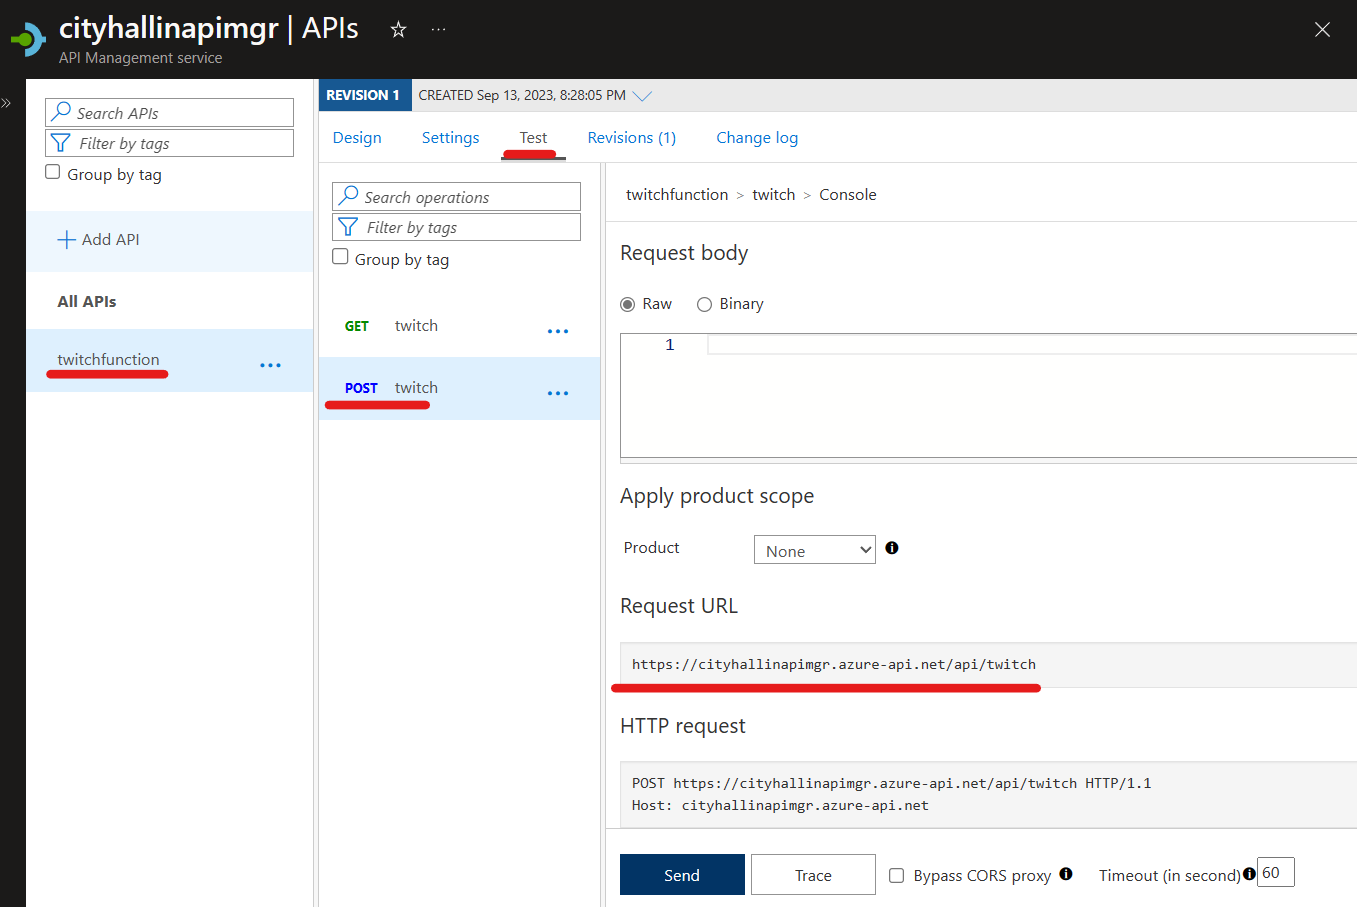 cityhallinapimgr | APIs
API Management service
Search APIs
Filter by tags
Group by tag
Add API
All APIs
twitchfunction
REVISION 1
CREATED Sep 13, 2023, 8:28:05 PM
Design
Settings
Test
Revisions (1)
Change log
Search operations
Filter by tags
Group by tag
GET twitch
POST twitch
twitchfunction > twitch > Console
Request body
Raw
Binary
1
Apply product scope
Product
None
Request URL
https://cityhallinapimgr.azure-api.net/api/twitch
HTTP request
POST https://cityhallinapimgr.azure-api.net/api/twitch HTTP/1.1
Host: cityhallinapimgr.azure-api.net
Send
Trace
Bypass CORS proxy
Timeout (in second)
60